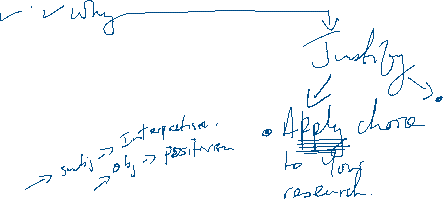 Why
Justify
• Apply choice
to your
research.
subj → Interpretivism.
→ obj → positivism